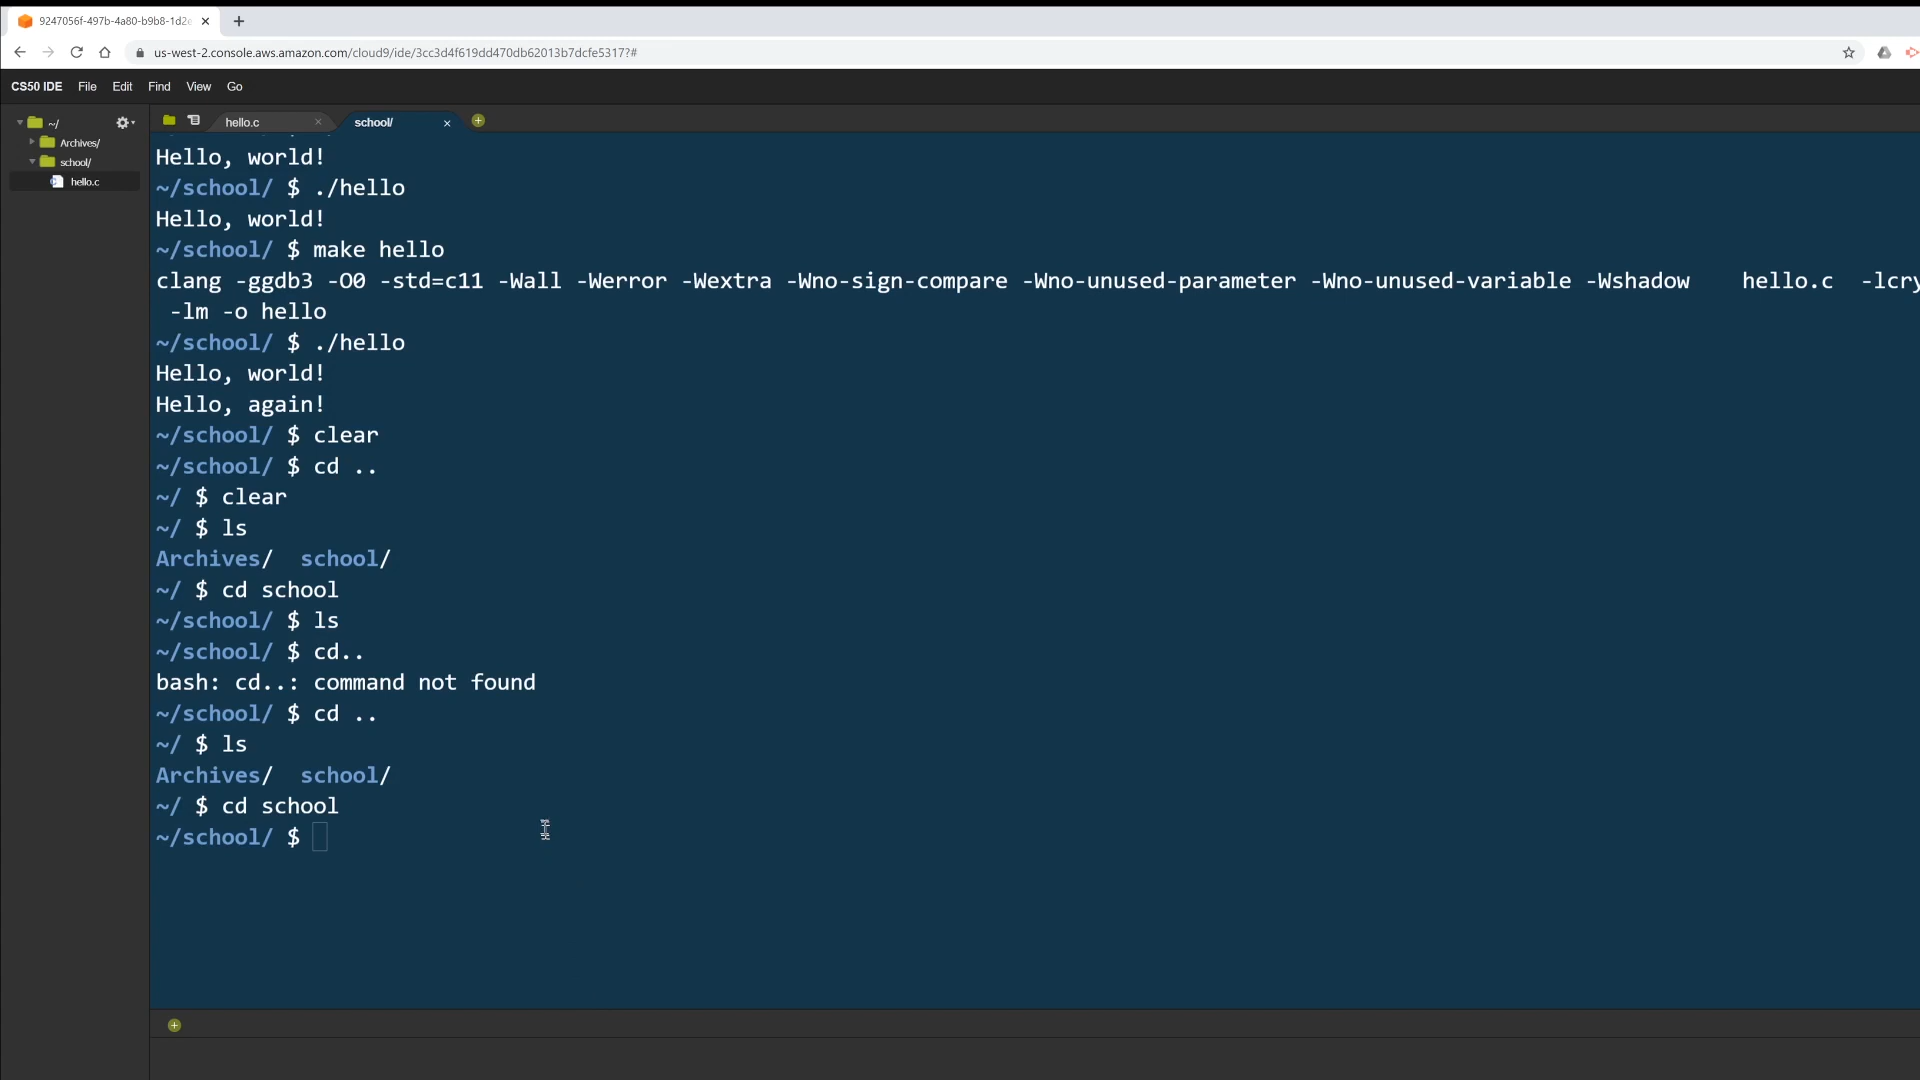 9247056f-497b-4a80-b9b8-1d2e
us-west-2.console.aws.amazon.com/cloud9/ide/3cc3d4f619dd470db62013b7dcfe5317?#
CS50 IDE File Edit Find View Go
~/
Archives/
school/
hello.c
hello.c school/
Hello, world!
~/school/ $ ./hello
Hello, world!
~/school/ $ make hello
clang -ggdb3 -O0 -std=c11 -Wall -Werror -Wextra -Wno-sign-compare -Wno-unused-parameter -Wno-unused-variable -Wshadow    hello.c  -lcry
-lm -o hello
~/school/ $ ./hello
Hello, world!
Hello, again!
~/school/ $ clear
~/school/ $ cd ..
~/ $ clear
~/ $ ls
Archives/  school/
~/ $ cd school
~/school/ $ ls
~/school/ $ cd..
bash: cd..: command not found
~/school/ $ cd ..
~/ $ ls
Archives/  school/
~/ $ cd school
~/school/ $